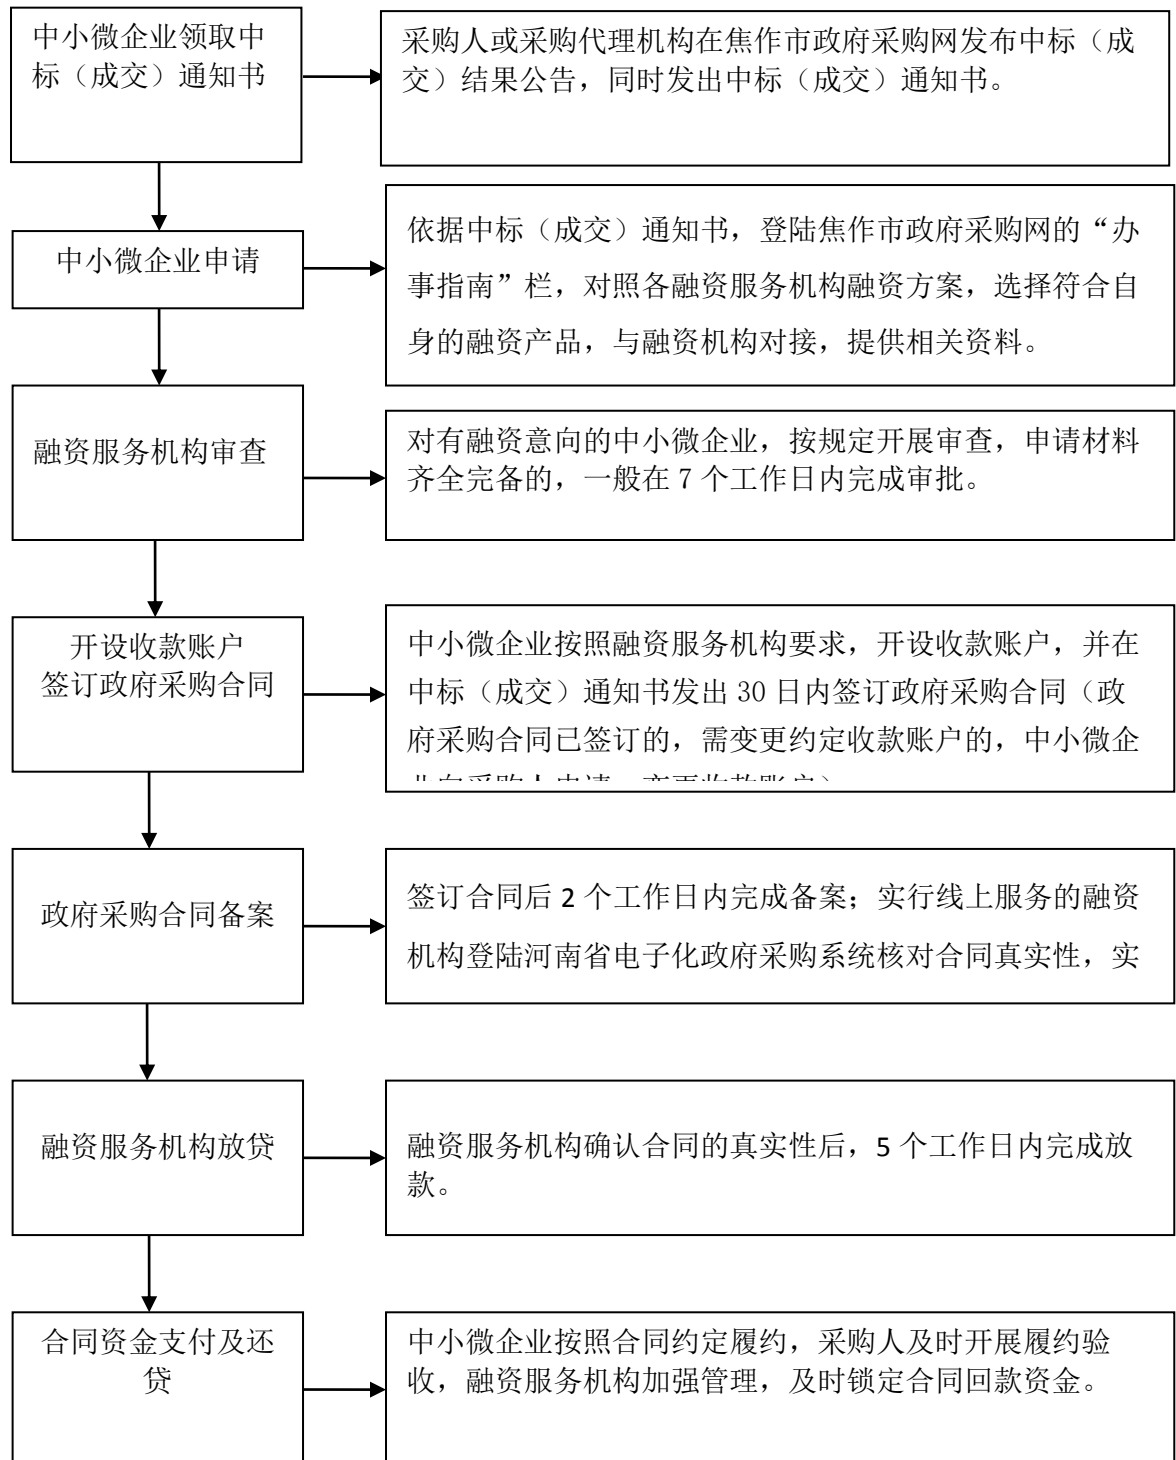 中小微企业领取中
标（成交）通知书
采购人或采购代理机构在焦作市政府采购网发布中标（成
交）结果公告，同时发出中标（成交）通知书。
中小微企业申请
依据中标（成交）通知书，登陆焦作市政府采购网的“办
事指南”栏，对照各融资服务机构融资方案，选择符合自
身的融资产品，与融资机构对接，提供相关资料。
融资服务机构审查
对有融资意向的中小微企业，按规定开展审查，申请材料
齐全完备的，一般在 7 个工作日内完成审批。
开设收款账户
签订政府采购合同
中小微企业按照融资服务机构要求，开设收款账户，并在
中标（成交）通知书发出 30 日内签订政府采购合同（政
府采购合同已签订的，需变更约定收款账户的，中小微企
政府采购合同备案
签订合同后 2 个工作日内完成备案；实行线上服务的融资
机构登陆河南省电子化政府采购系统核对合同真实性，实
融资服务机构放贷
融资服务机构确认合同的真实性后，5 个工作日内完成放
款。
合同资金支付及还
贷
中小微企业按照合同约定履约，采购人及时开展履约验
收，融资服务机构加强管理，及时锁定合同回款资金。